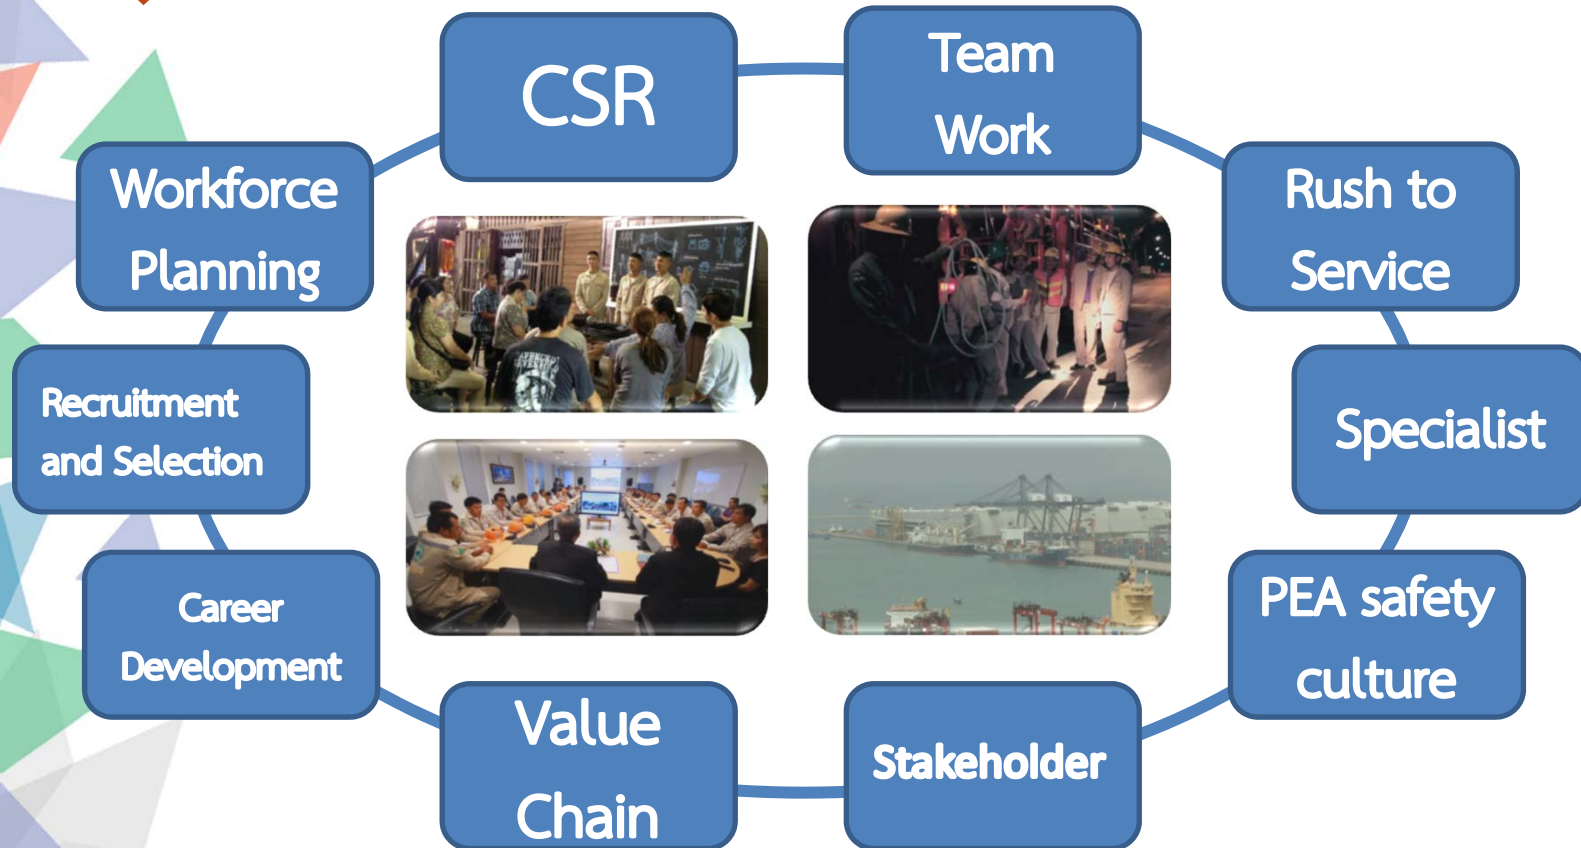 CSR
Team
Work
Rush to
Service
Specialist
PEA safety
culture
Stakeholder
Value
Chain
Career
Development
Recruitment
and Selection
Workforce
Planning